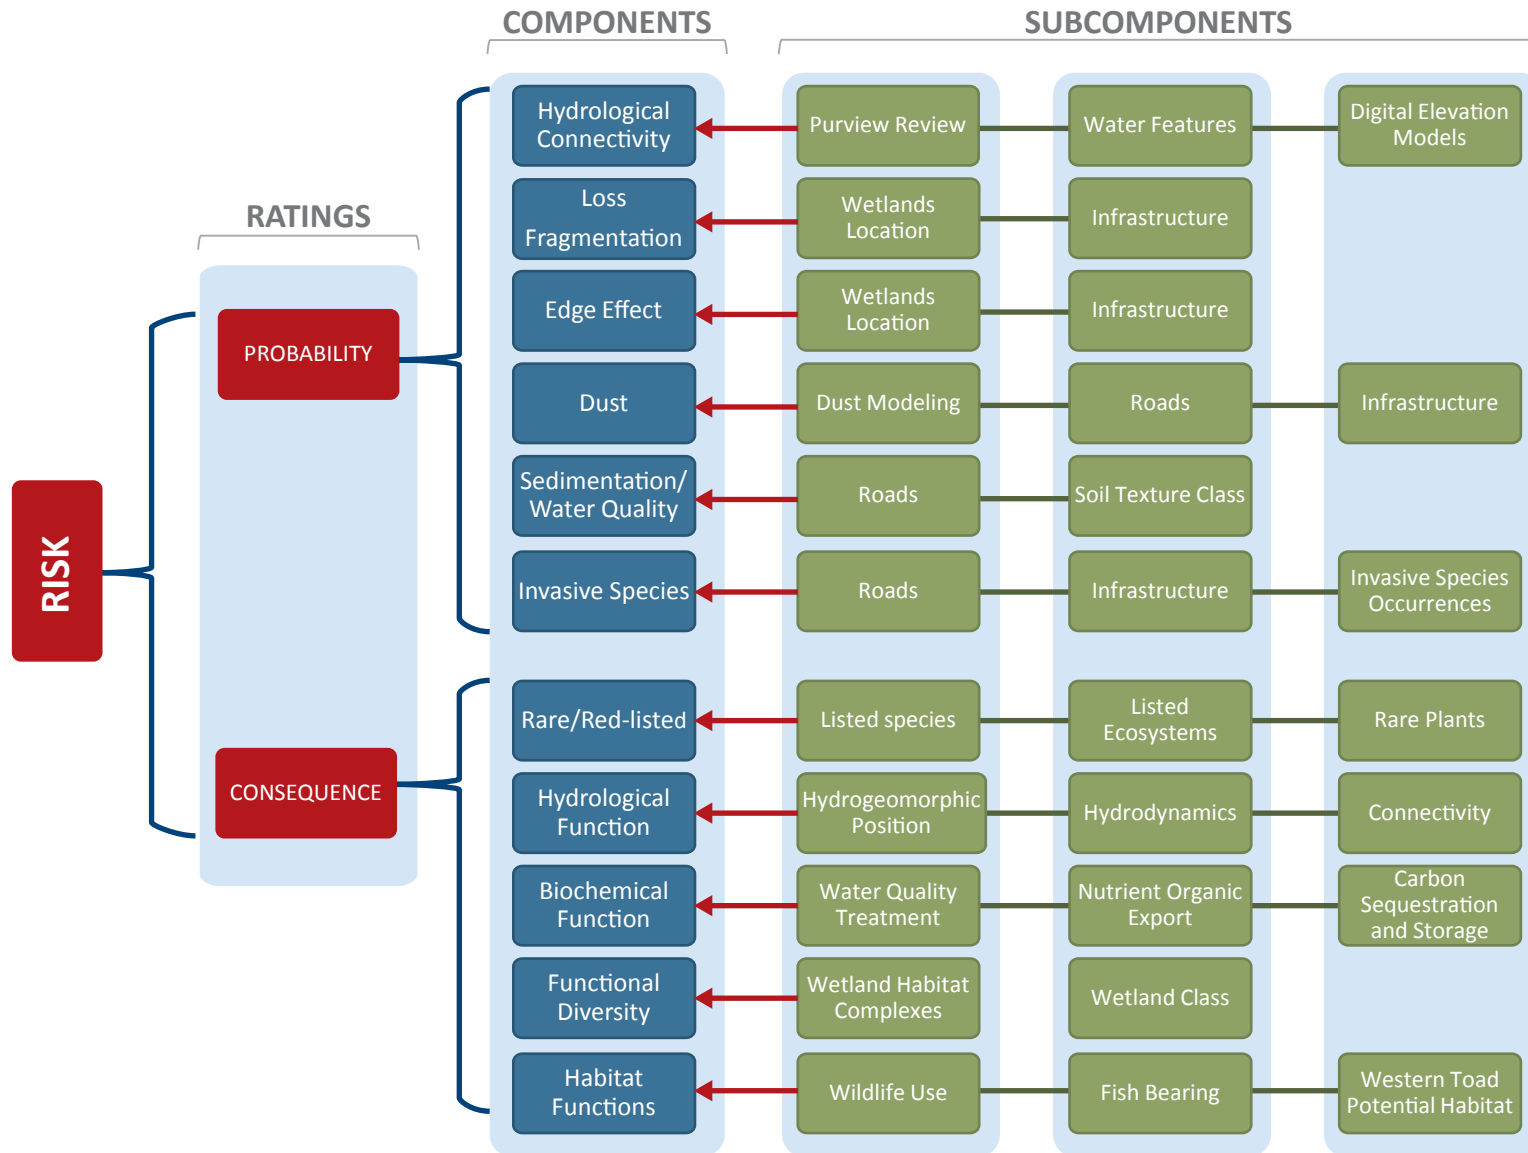 COMPONENTS
SUBCOMPONENTS
RATINGS
RISK
PROBABILITY
CONSEQUENCE
Hydrological
Connectivity
Purview Review
Water Features
Digital Elevation
Models
Loss
Fragmentation
Wetlands
Location
Infrastructure
Edge Effect
Wetlands
Location
Infrastructure
Dust
Dust Modeling
Roads
Infrastructure
Sedimentation/
Water Quality
Roads
Soil Texture Class
Invasive Species
Roads
Infrastructure
Invasive Species
Occurrences
Rare/Red-listed
Listed species
Listed
Ecosystems
Rare Plants
Hydrological
Function
Hydrogeomorphic
Position
Hydrodynamics
Connectivity
Biochemical
Function
Water Quality
Treatment
Nutrient Organic
Export
Carbon
Sequestration
and Storage
Functional
Diversity
Wetland Habitat
Complexes
Wetland Class
Habitat
Functions
Wildlife Use
Fish Bearing
Western Toad
Potential Habitat